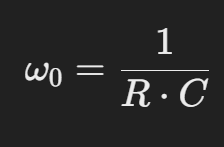 ω₀ = 1 / (R · C)